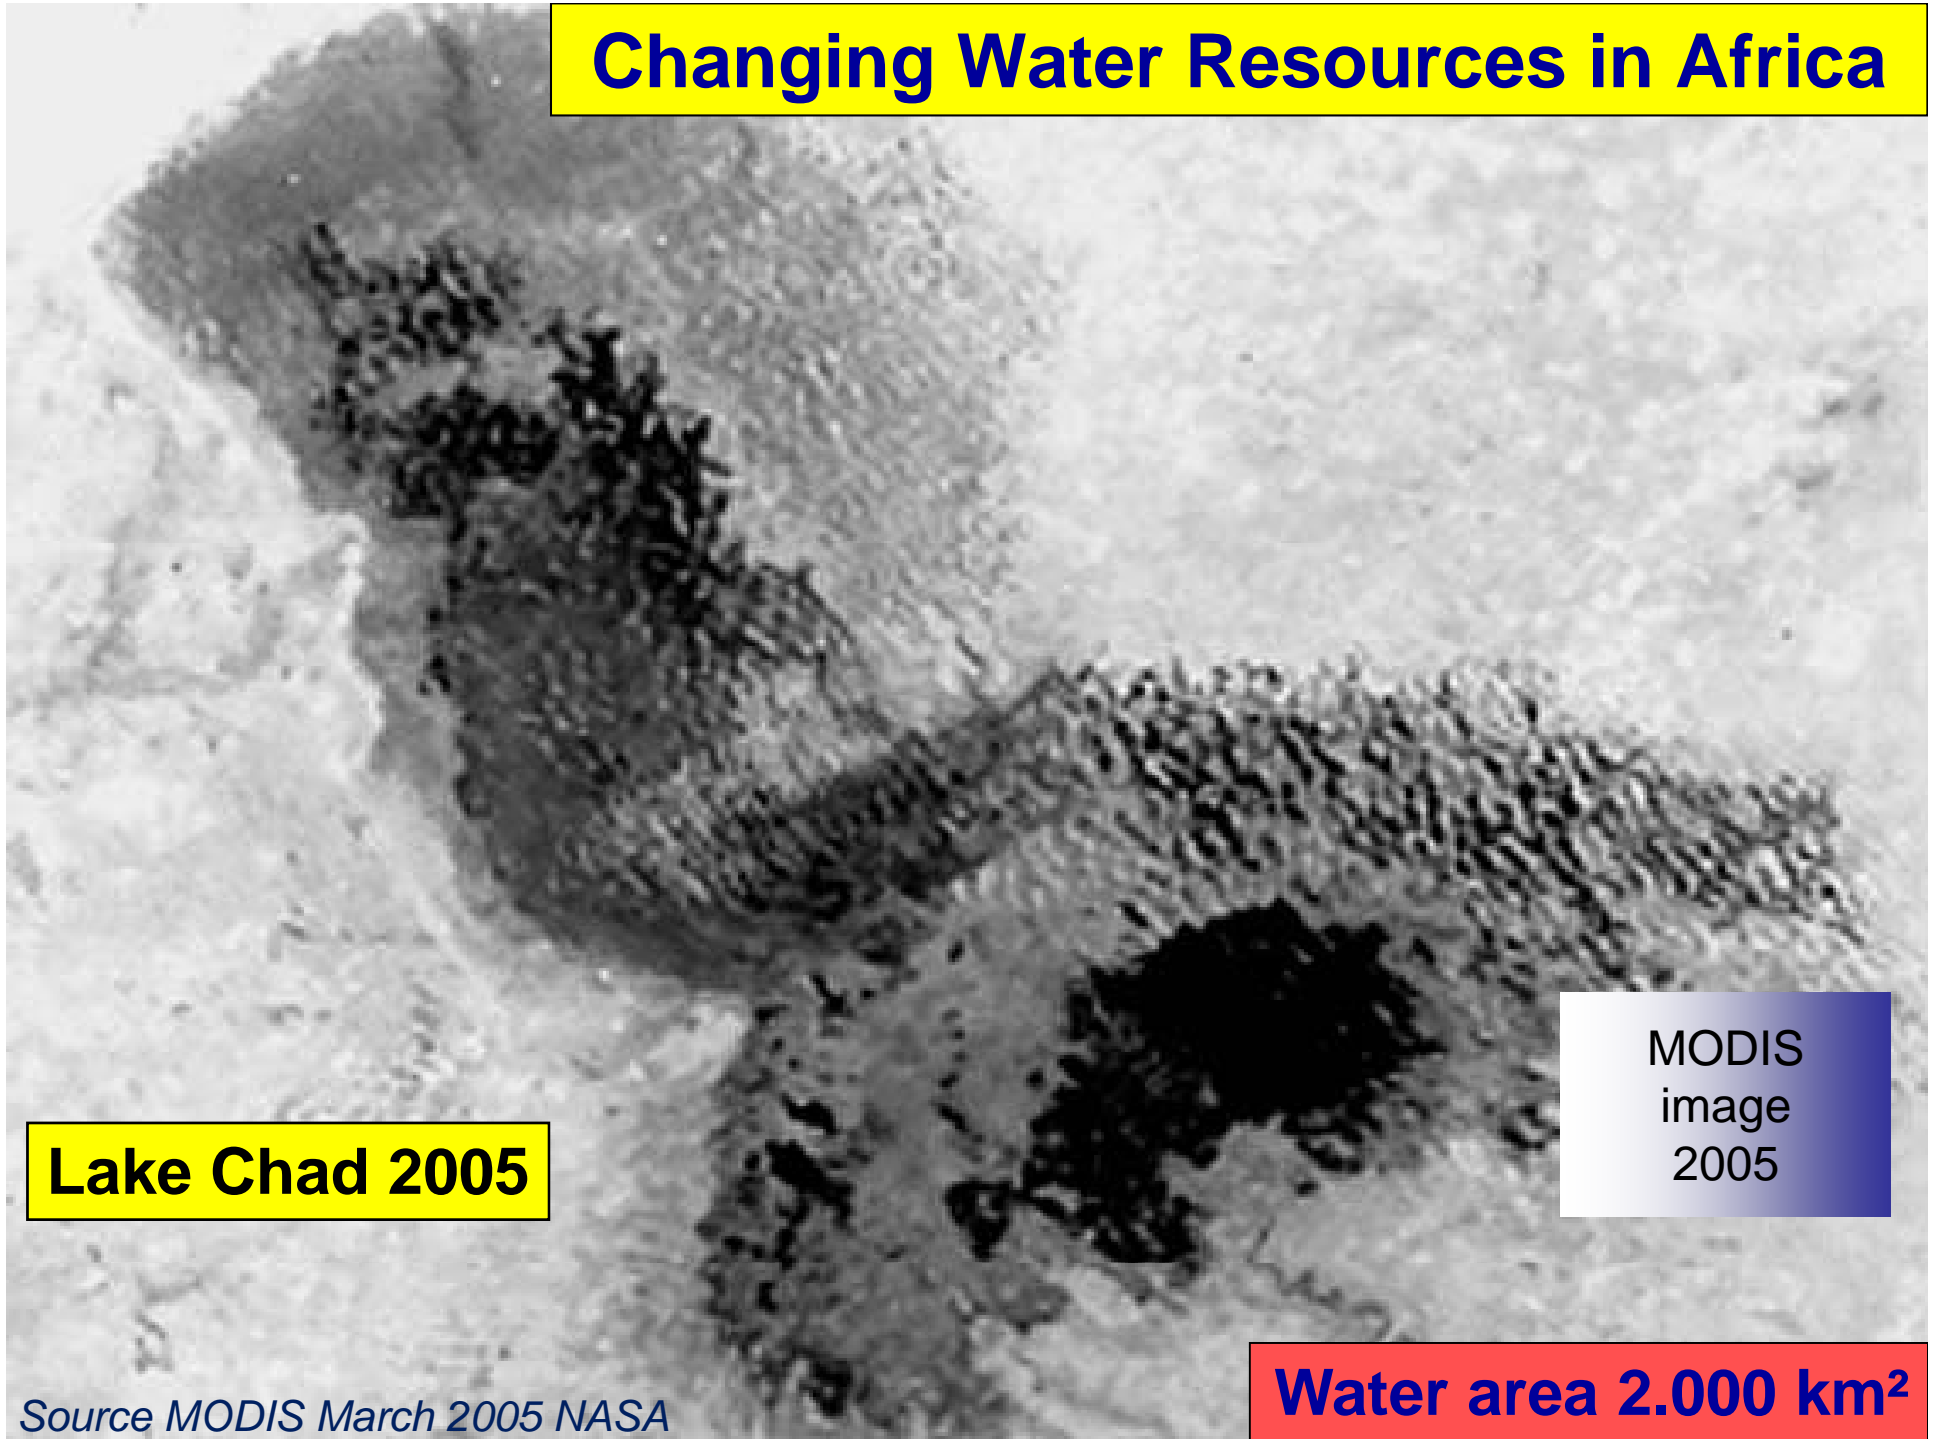 Changing Water Resources in Africa
MODIS
image
2005
Lake Chad 2005
Water area 2.000 km²
Source MODIS March 2005 NASA